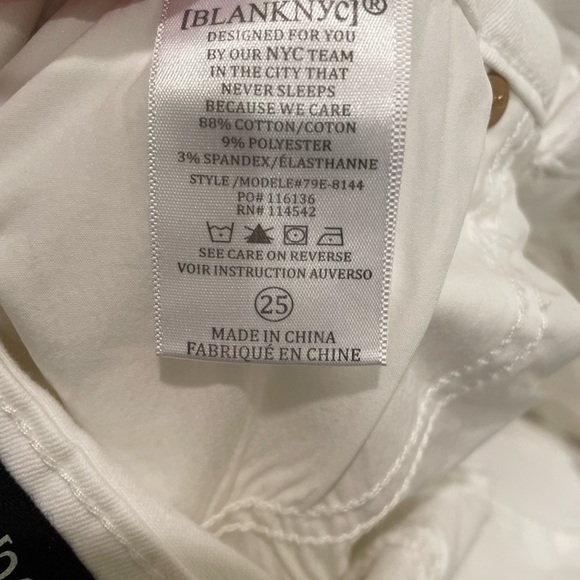 [BLANKNYC]®
DESIGNED FOR YOU
BY OUR NYC TEAM
IN THE CITY THAT
NEVER SLEEPS
BECAUSE WE CARE
88% COTTON/COTON
9% POLYESTER
3% SPANDEX/ÉLASTHANNE
STYLE /MODELE#79E-8144
PO# 116136
RN# 114542
SEE CARE ON REVERSE
VOIR INSTRUCTION AUVERSO
25
MADE IN CHINA
FABRIQUÉ EN CHINE